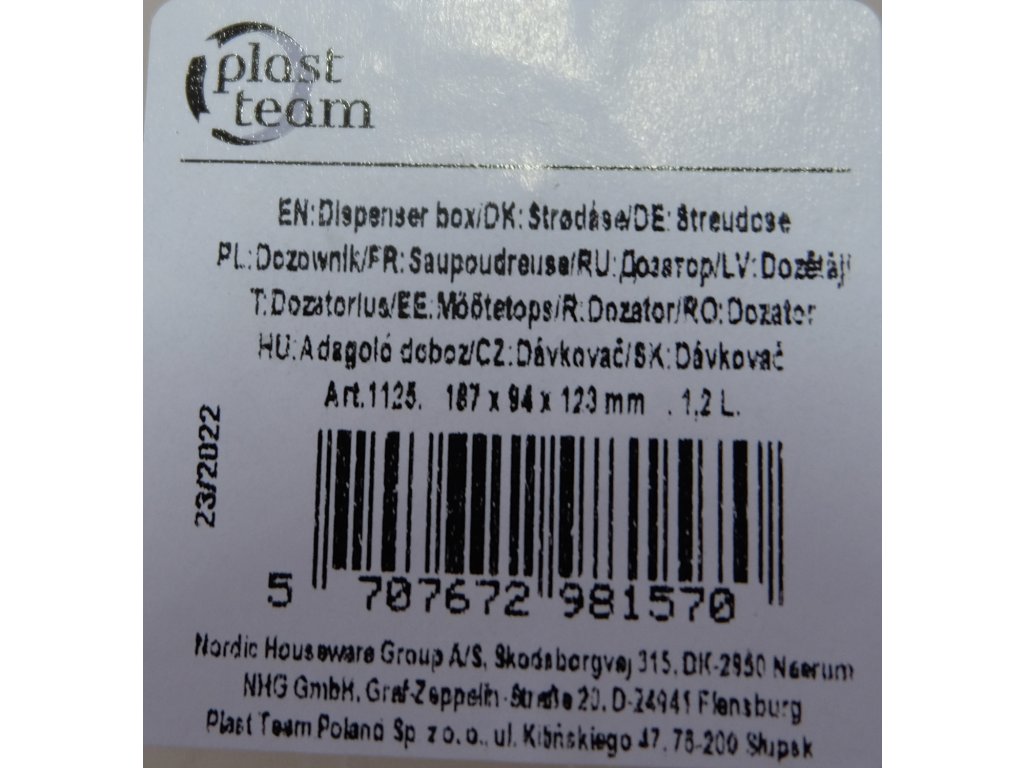 plast
team
EN:Dispenser box/DK:Strødåse/DE:Streudose
PL:Dozownik/FR:Saupoudreuse/RU:Дозатор/LV:Dozētāji
T:Dozatorius/EE:Mõõtetops/R:Dozator/RO:Dozator
HU:Adagoló doboz/CZ:Dávkovač/SK:Dávkovač
Art.1125. 187 x 94 x 123 mm . 1,2 L.
23/2022
5 707672 981570
Nordic Houseware Group A/S, Skodsborgvej 315, DK-2950 Naerum
NHG GmbH, Graf-Zeppelin-Straße 20, D-24941 Flensburg
Plast Team Poland Sp. z o.o., ul. Kilińskiego 47, 76-200 Słupsk